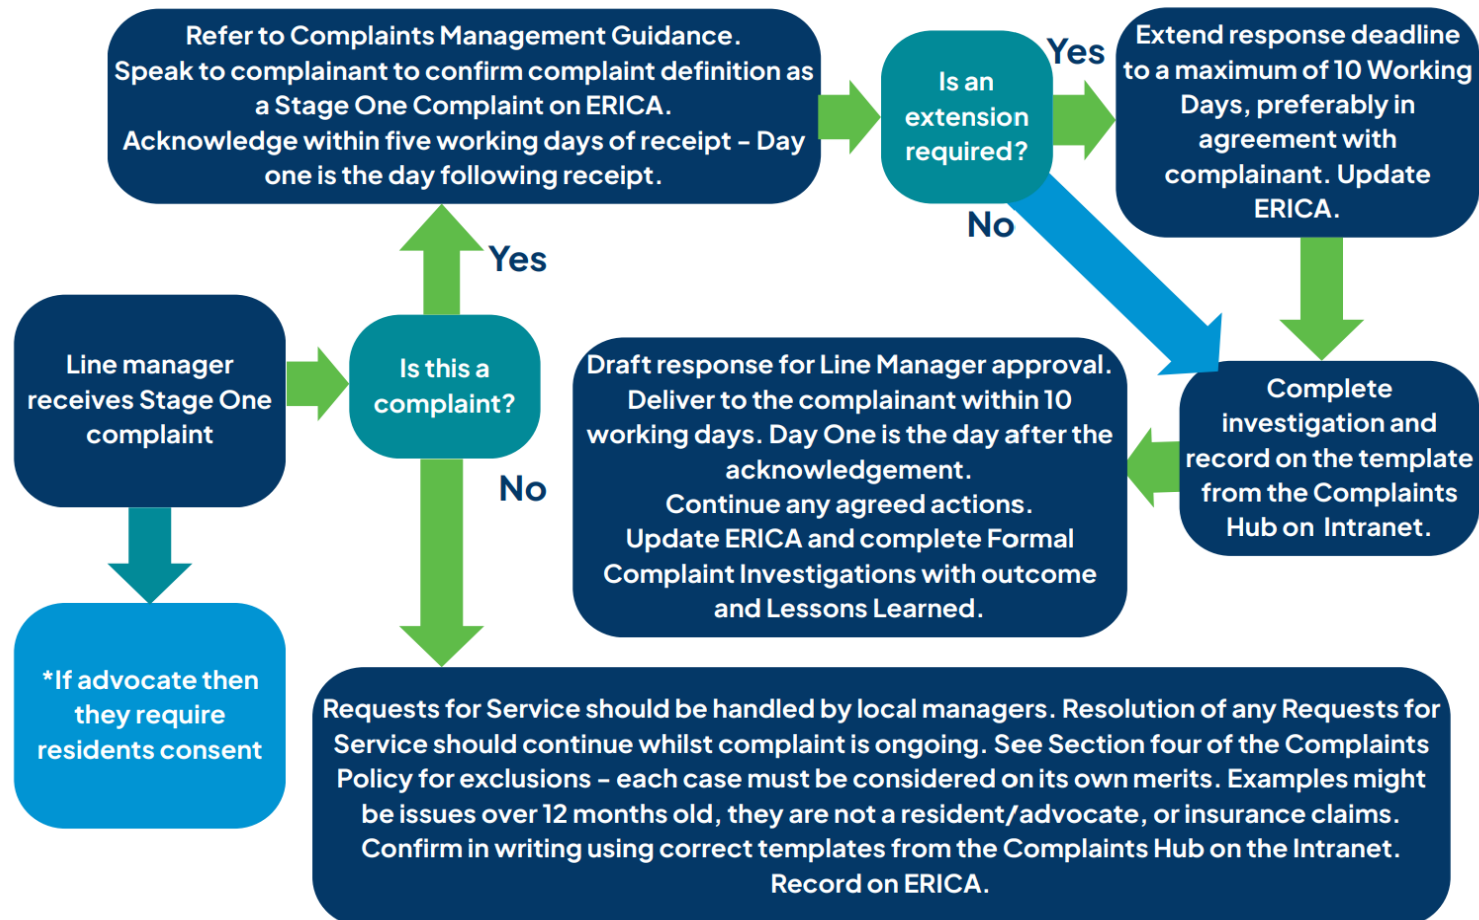 Line manager
receives Stage One
complaint
*If advocate then
they require
residents consent
Is this a
complaint?
Yes
Refer to Complaints Management Guidance.
Speak to complainant to confirm complaint definition as
a Stage One Complaint on ERICA.
Acknowledge within five working days of receipt – Day
one is the day following receipt.
Is an
extension
required?
Yes
Extend response deadline
to a maximum of 10 Working
Days, preferably in
agreement with
complainant. Update
ERICA.
No
Complete
investigation and
record on the template
from the Complaints
Hub on Intranet.
Draft response for Line Manager approval.
Deliver to the complainant within 10
working days. Day One is the day after the
acknowledgement.
Continue any agreed actions.
Update ERICA and complete Formal
Complaint Investigations with outcome
and Lessons Learned.
No
Requests for Service should be handled by local managers. Resolution of any Requests for
Service should continue whilst complaint is ongoing. See Section four of the Complaints
Policy for exclusions – each case must be considered on its own merits. Examples might
be issues over 12 months old, they are not a resident/advocate, or insurance claims.
Confirm in writing using correct templates from the Complaints Hub on the Intranet.
Record on ERICA.